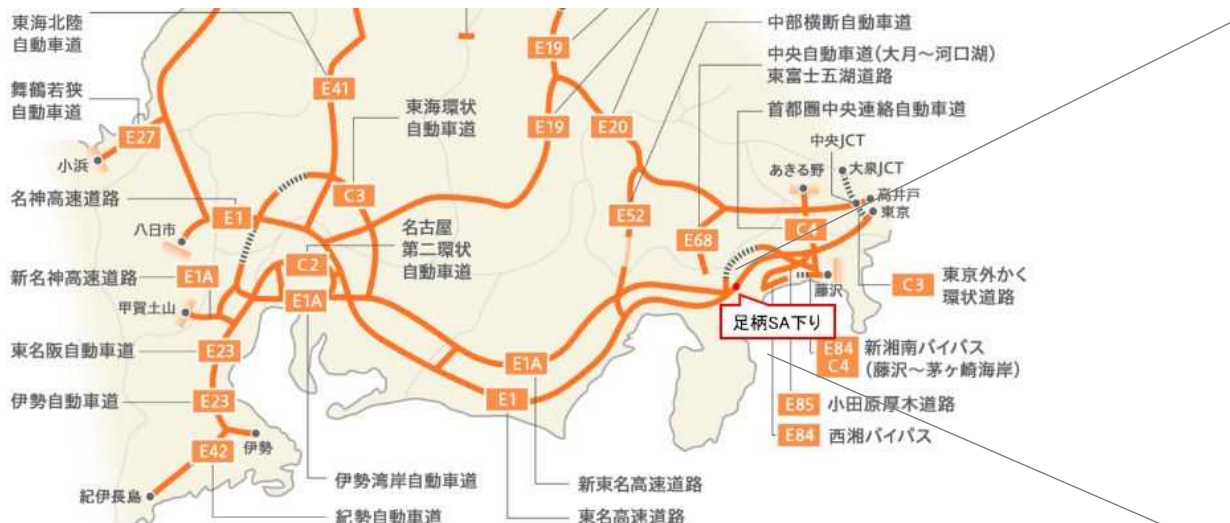 東海北陸
自動車道
舞鶴若狭
自動車道
E27
小浜
名神高速道路
E1
八日市
新名神高速道路
E1A
甲賀土山
東名阪自動車道
E23
伊勢自動車道
E23
伊勢
E42
紀伊長島
E41
東海環状
自動車道
C3
名古屋
第二環状
自動車道
C2
E1A
伊勢湾岸自動車道
紀勢自動車道
E19
E19
E20
E52
E68
E1A
E1
新東名高速道路
東名高速道路
中部横断自動車道
中央自動車道(大月~河口湖)
東富士五湖道路
首都圏中央連絡自動車道
中央JCT
あきる野
大泉JCT
高井戸
東京
C4
藤沢
C3
東京外かく
環状道路
足柄SA下り
E84
C4
新湘南バイパス
(藤沢~茅ヶ崎海岸)
E85
小田原厚木道路
E84
西湘バイパス